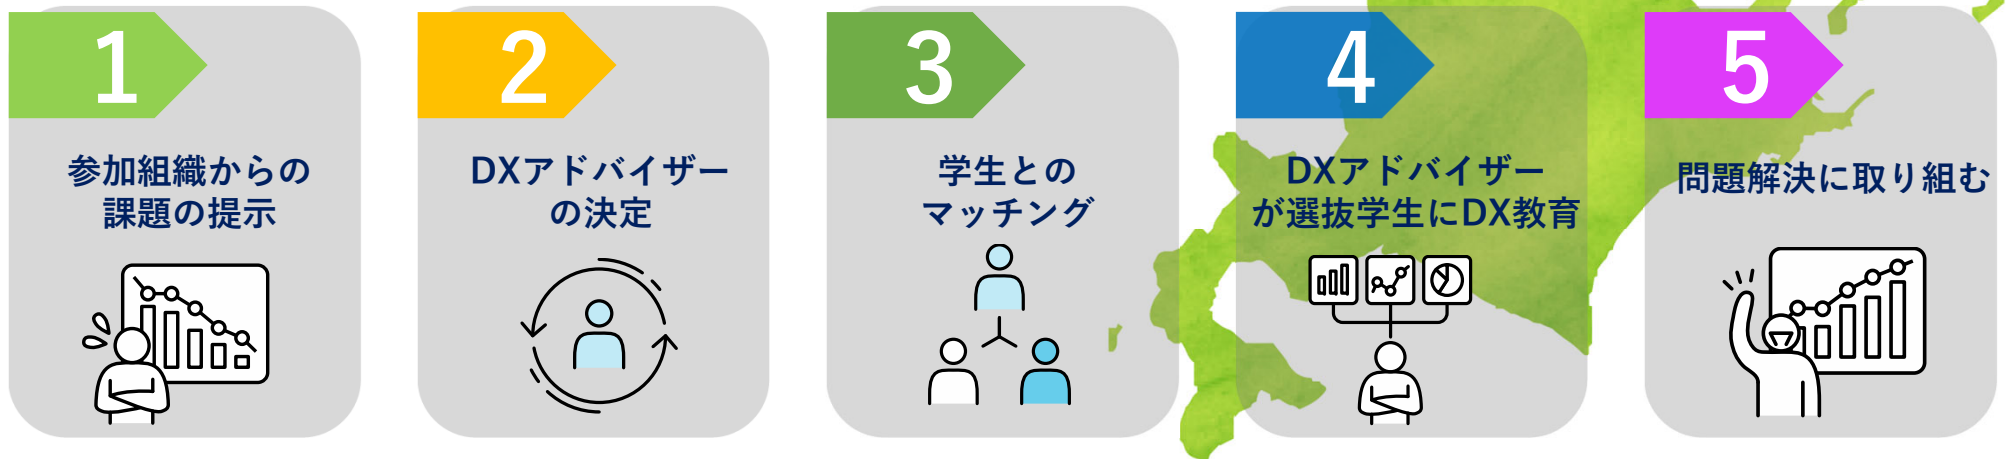 1
参加組織からの
課題の提示
2
DXアドバイザー
の決定
3
学生との
マッチング
4
DXアドバイザー
が選抜学生にDX教育
5
問題解決に取り組む